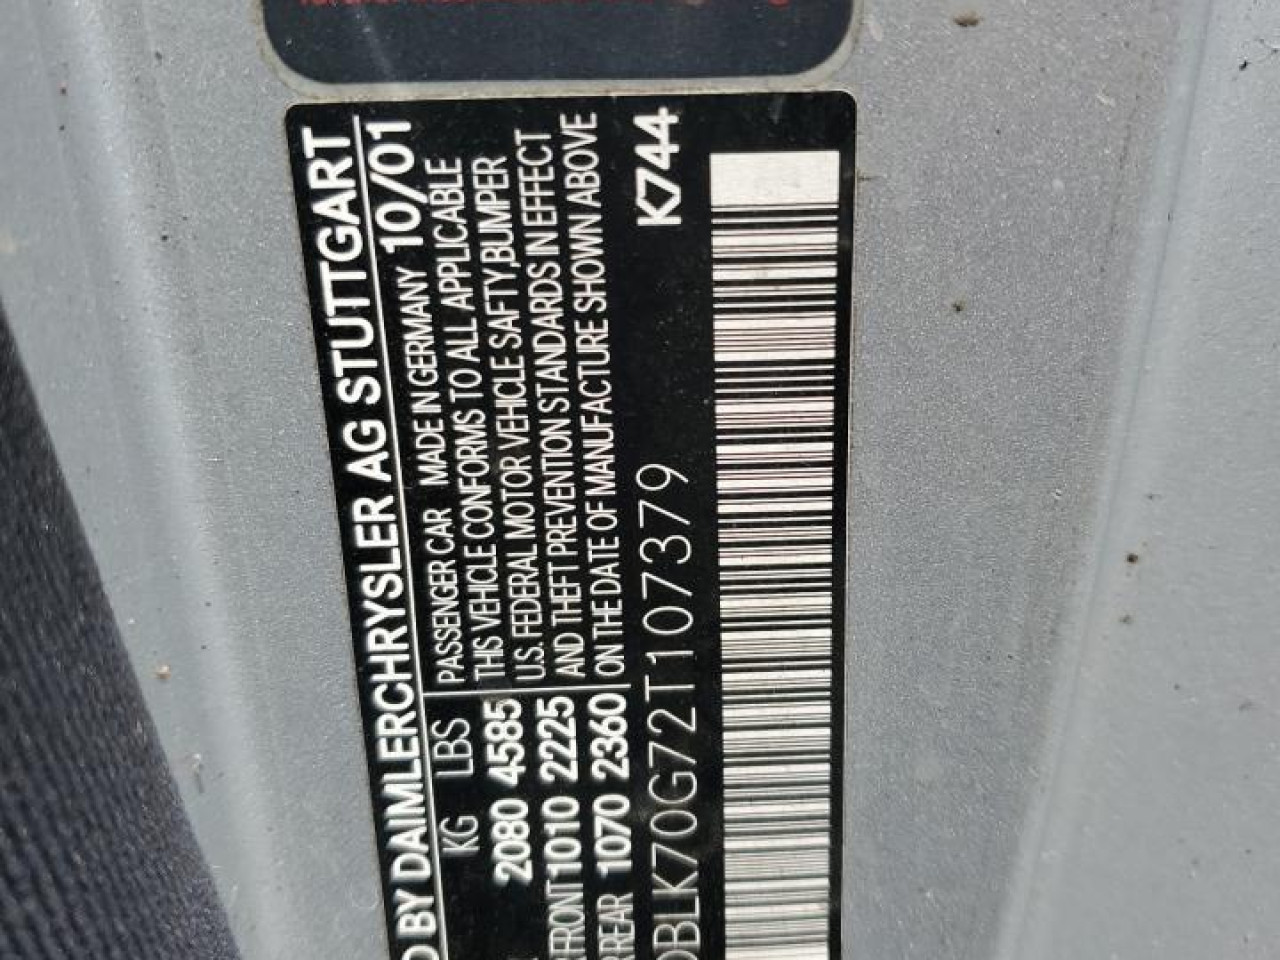 D BY DAIMLERCHRYSLER AG STUTTGART
KG LBS PASSENGER CAR MADE IN GERMANY 10/01
2080 4585 THIS VEHICLE CONFORMS TO ALL APPLICABLE
FRONT 1010 2225 U.S. FEDERAL MOTOR VEHICLE SAFTY,BUMPER
REAR 1070 2360 AND THEFT PREVENTION STANDARDS IN EFFECT
ON THE DATE OF MANUFACTURE SHOWN ABOVE
DBLK70G72T107379 K744